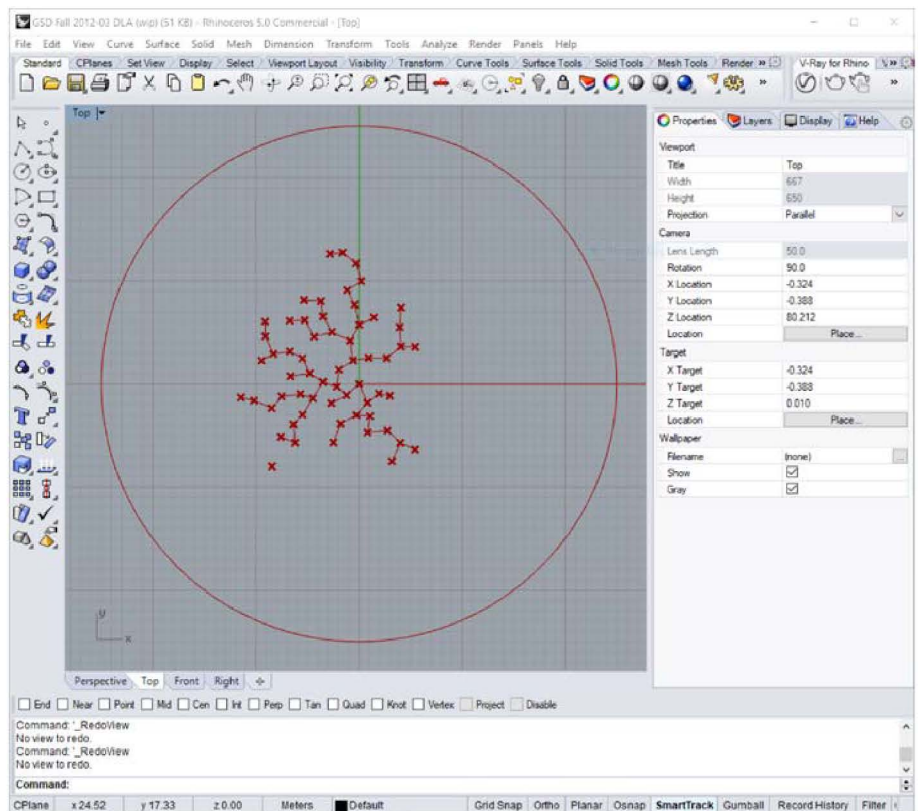 GSD Fall 2012-02 DLA (wip) (51 KB) - Rhinoceros 5.0 Commercial - [Top]
File Edit View Curve Surface Solid Mesh Dimension Transform Tools Analyze Render Panels Help
Standard CPlanes Set View Display Select Viewport Layout Visibility Transform Curve Tools Surface Tools Solid Tools Mesh Tools Render » V-Ray for Rhino
Top
Properties Layers Display Help
Viewport
Title Top
Width 667
Height 650
Projection Parallel
Camera
Lens Length 50.0
Rotation 90.0
X Location -0.324
Y Location -0.388
Z Location 80.212
Location Place...
Target
X Target -0.324
Y Target -0.388
Z Target 0.010
Location Place...
Wallpaper
Filename (none) ...
Show
Gray
y
x
Perspective Top Front Right
End Near Point Mid Cen Int Perp Tan Quad Knot Vertex Project Disable
Command: '_RedoView
No view to redo.
Command: '_RedoView
No view to redo.
Command:
CPlane x 24.52 y 17.33 z 0.00 Meters Default Grid Snap Ortho Planar Osnap SmartTrack Gumball Record History Filter